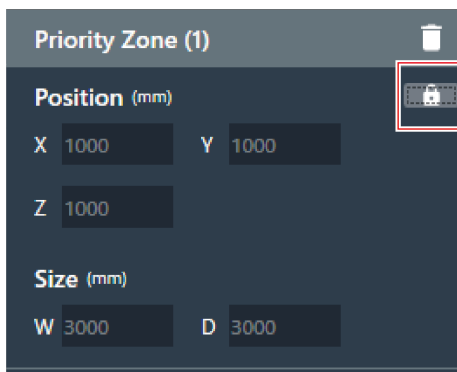 Priority Zone (1)
Position (mm)
X 1000 Y 1000
Z 1000
Size (mm)
W 3000 D 3000